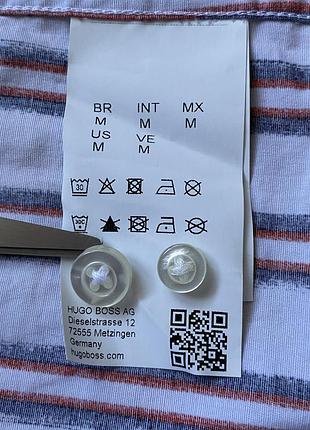 BR INT MX
M M M
US VE
M M
30
HUGO BOSS AG
Dieselstrasse 12
72555 Metzingen
Germany
hugoboss.com